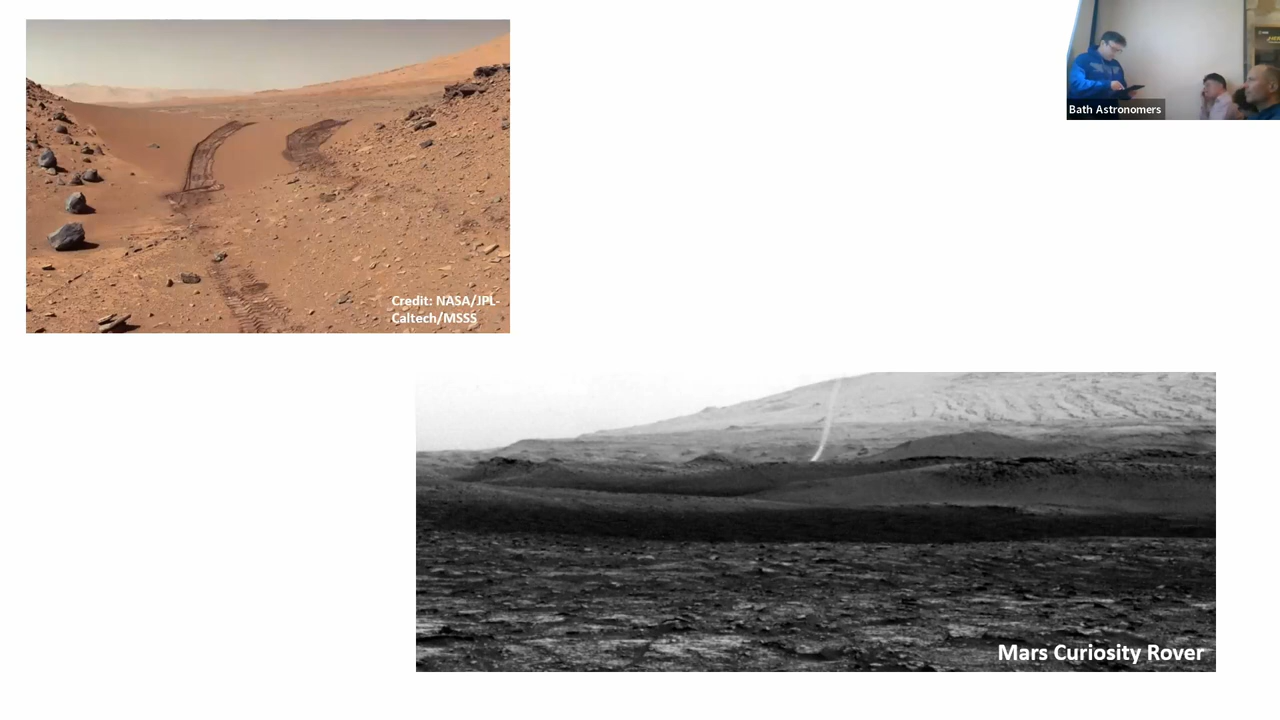 Bath Astronomers
Credit: NASA/JPL-
Caltech/MSSS
Mars Curiosity Rover